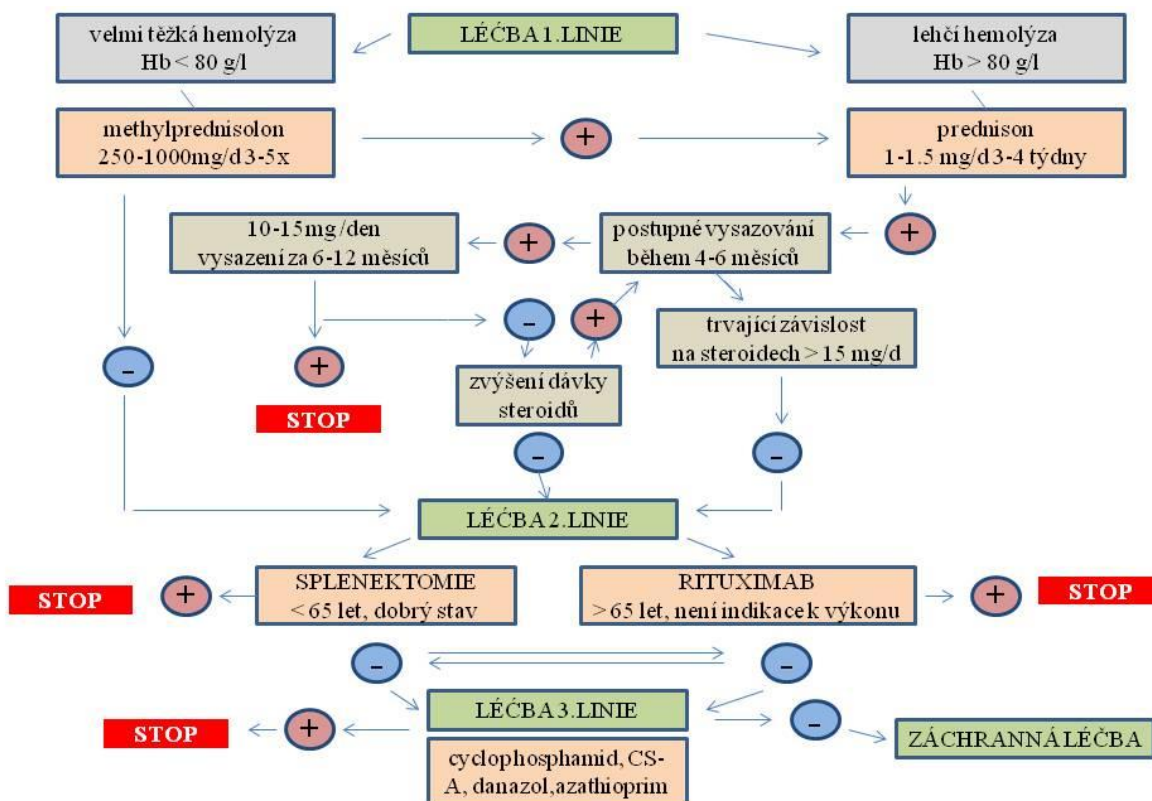 velmi těžká hemolýza
Hb < 80 g/l
LÉČBA 1.LINIE
lehčí hemolýza
Hb > 80 g/l
methylprednisolon
250-1000mg/d 3-5x
+
prednison
1-1.5 mg/d 3-4 týdny
10-15mg/den
vysazení za 6-12 měsíců
+
postupné vysazování
během 4-6 měsíců
+
-
+
trvající závislost
na steroidech > 15 mg/d
-
+
STOP
zvýšení dávky
steroidů
-
-
LÉČBA 2.LINIE
STOP
+
SPLENEKTOMIE
< 65 let, dobrý stav
RITUXIMAB
> 65 let, není indikace k výkonu
+
STOP
-
-
STOP
+
LÉČBA 3.LINIE
-
ZÁCHRANNÁ LÉČBA
cyclophosphamid, CS-
A, danazol,azathioprim